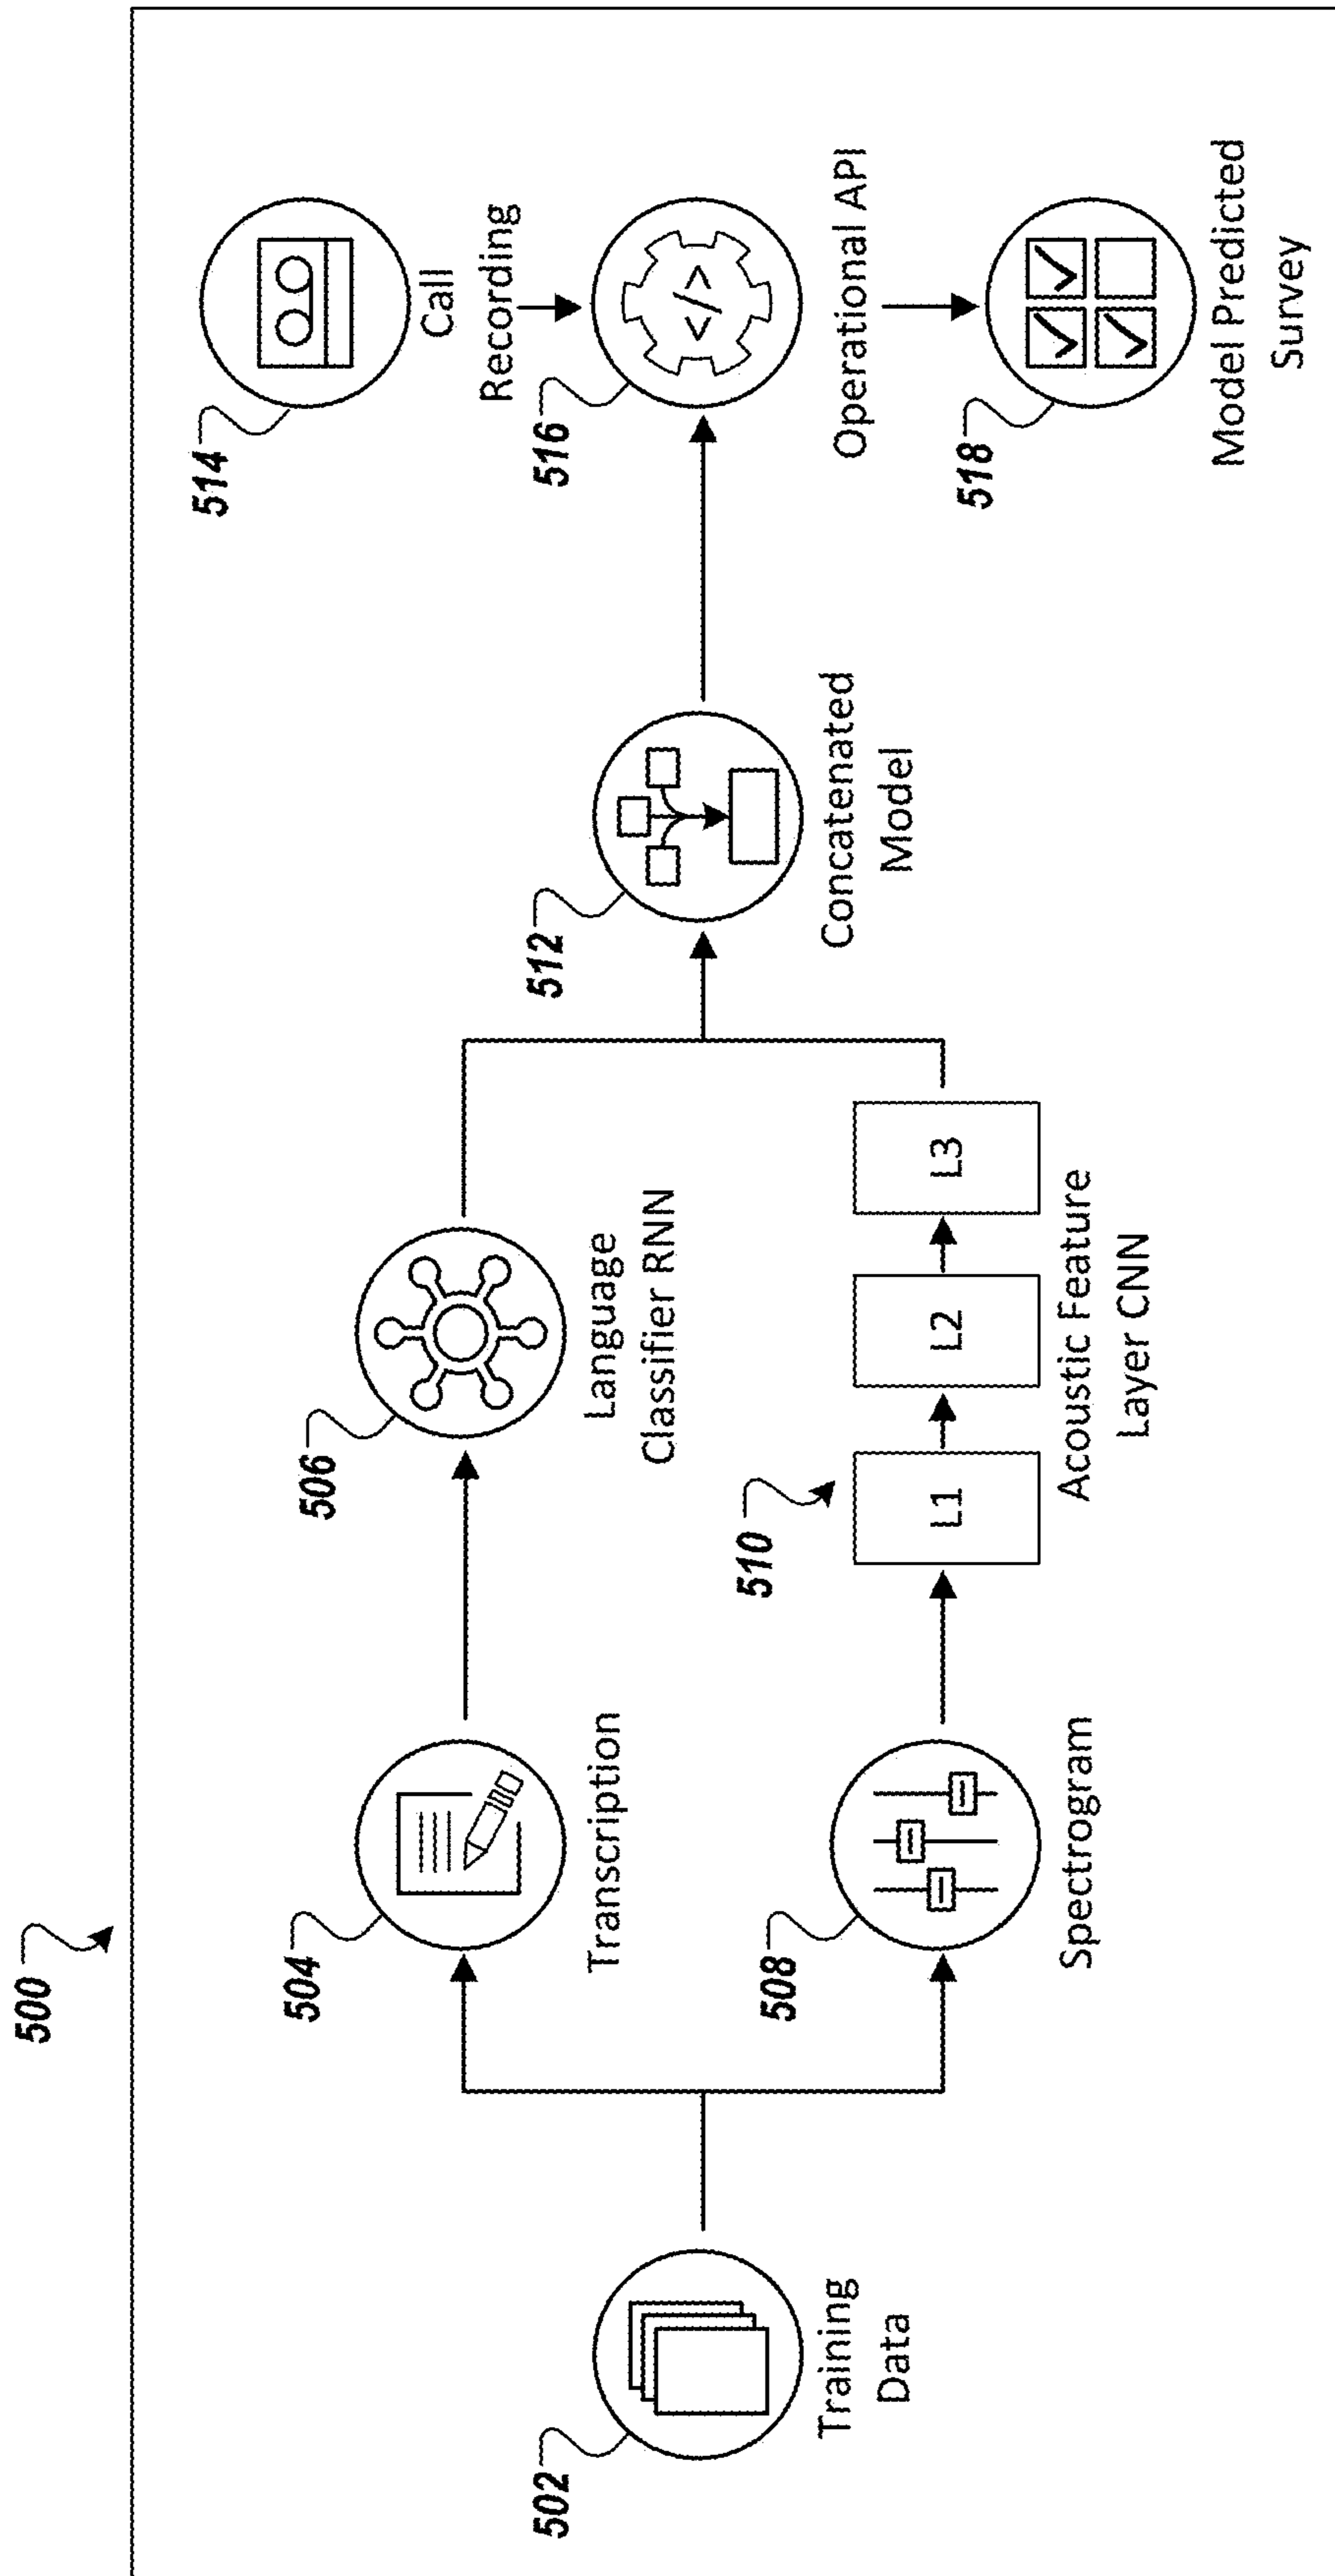 500
502
Training
Data
504
Transcription
506
Language
Classifier RNN
508
Spectrogram
510
L1
L2
L3
Acoustic Feature
Layer CNN
512
Concatenated
Model
514
Call
Recording
516
</>
Operational API
518
Model Predicted
Survey